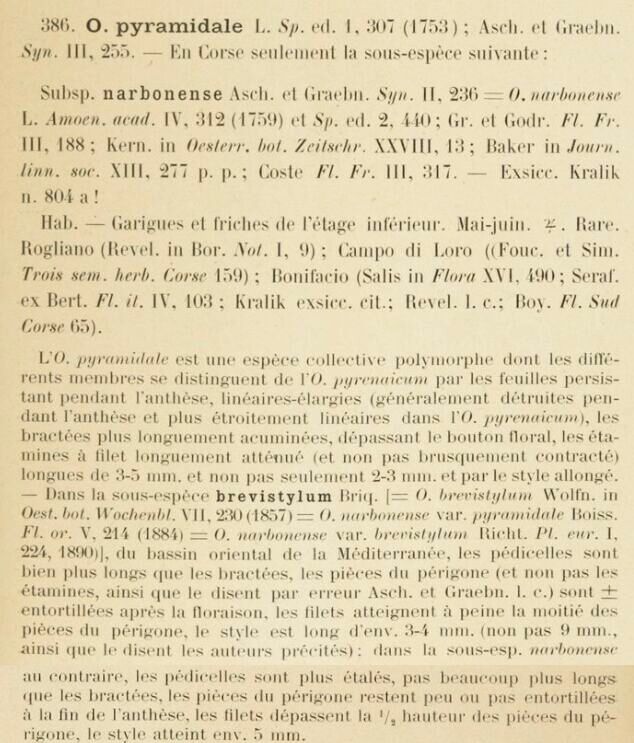 386. O. pyramidale L. Sp. ed. 1, 307 (1753) ; Asch. et Graebn.
Syn. III, 255. — En Corse seulement la sous-espèce suivante :
Subsp. narbonense Asch. et Graebn. Syn. II, 236 = O. narbonense
L. Amoen. acad. IV, 312 (1759) et Sp. ed. 2, 440 ; Gr. et Godr. Fl. Fr.
III, 188 ; Kern. in Oesterr. bot. Zeitschr. XXVIII, 13 ; Baker in Journ.
linn. soc. XIII, 277 p. p. ; Coste Fl. Fr. III, 317. — Exsicc. Kralik
n. 804 a !
Hab. — Garigues et friches de l'étage inférieur. Mai-juin. ♃. Rare.
Rogliano (Revel. in Bor. Not. I, 9) ; Campo di Loro ((Fouc. et Sim.
Trois sem. herb. Corse 159) ; Bonifacio (Salis in Flora XVI, 490 ; Seraf.
ex Bert. Fl. it. IV, 103 ; Kralik exsicc. cit.; Revel. l. c.; Boy. Fl. Sud
Corse 65).
L'O. pyramidale est une espèce collective polymorphe dont les diffé-
rents membres se distinguent de l'O. pyrenaicum par les feuilles persis-
tant pendant l'anthèse, linéaires-élargies (généralement détruites pen-
dant l'anthèse et plus étroitement linéaires dans l'O. pyrenaicum), les
bractées plus longuement acuminées, dépassant le bouton floral, les éta-
mines à filet longuement atténué (et non pas brusquement contracté)
longues de 3-5 mm. et non pas seulement 2-3 mm. et par le style allongé.
— Dans la sous-espèce brevistylum Briq. [= O. brevistylum Wolfn. in
Oest. bot. Wochenbl. VII, 230 (1857) = O. narbonense var. pyramidale Boiss.
Fl. or. V, 214 (1884) = O. narbonense var. brevistylum Richt. Pl. eur. I,
224, 1890)], du bassin oriental de la Méditerranée, les pédicelles sont
bien plus longs que les bractées, les pièces du périgone (et non pas les
étamines, ainsi que le disent par erreur Asch. et Graebn. l. c.) sont ±
entortillées après la floraison, les filets atteignent à peine la moitié des
pièces du périgone, le style est long d'env. 3-4 mm. (non pas 9 mm.,
ainsi que le disent les auteurs précités) ; dans la sous-esp. narbonense
au contraire, les pédicelles sont plus étalés, pas beaucoup plus longs
que les bractées, les pièces du périgone restent peu ou pas entortillées
à la fin de l'anthèse, les filets dépassent la 1/2 hauteur des pièces du pé-
rigone, le style atteint env. 5 mm.